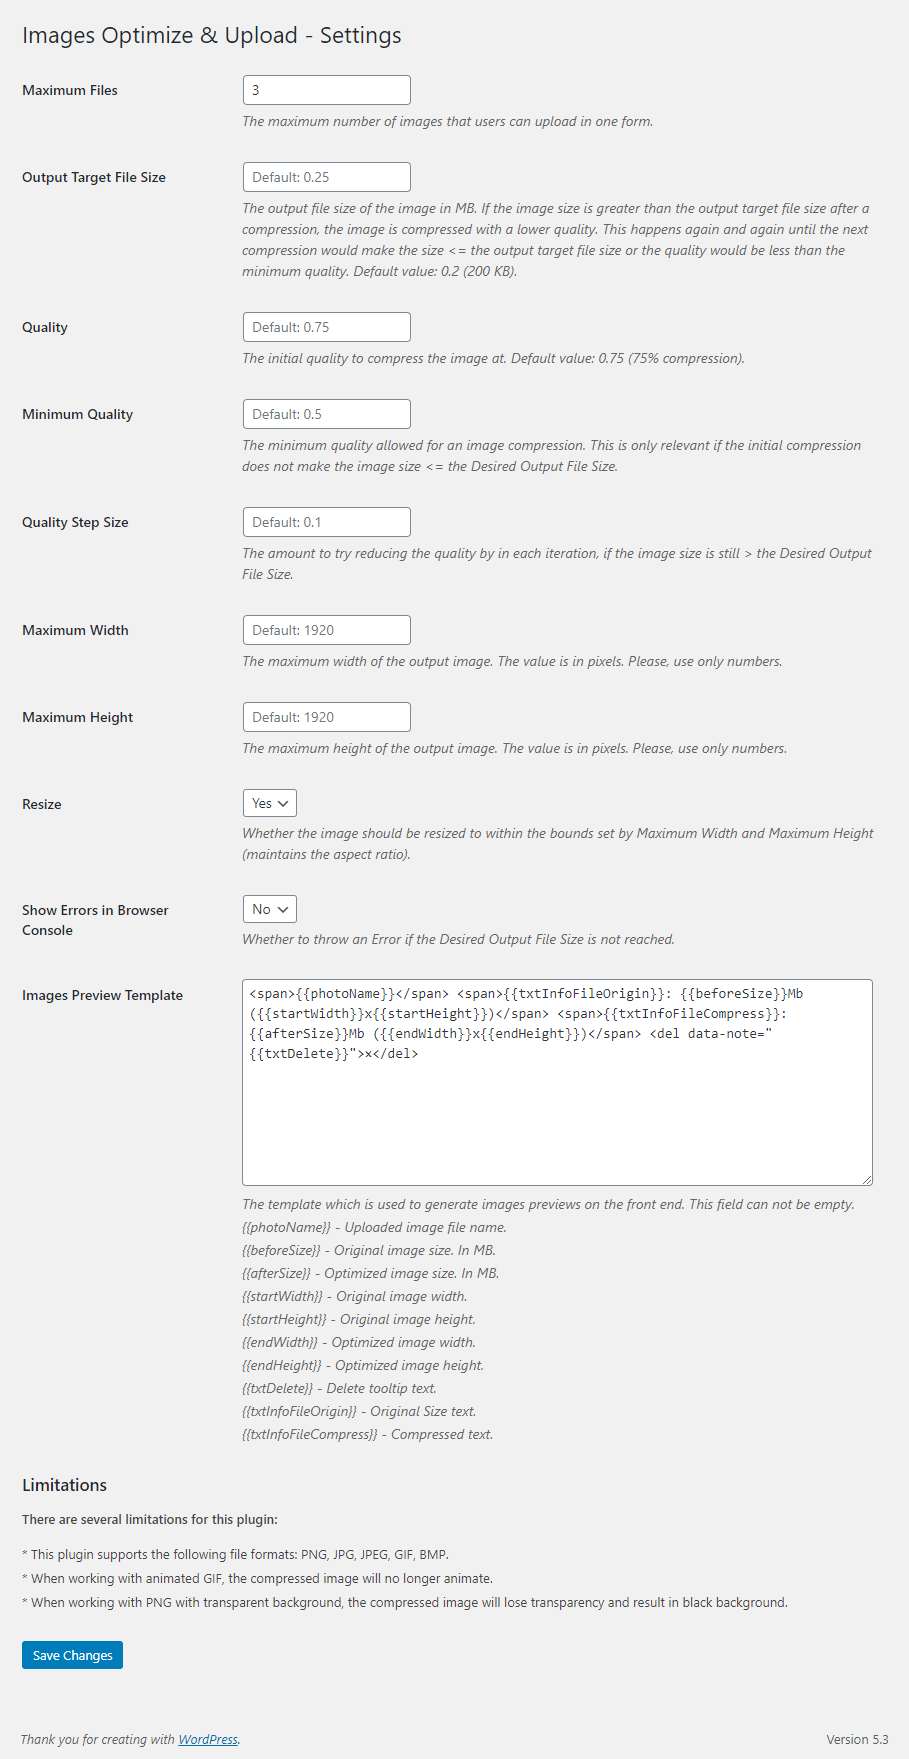 Images Optimize & Upload - Settings
Maximum Files
3
The maximum number of images that users can upload in one form.
Output Target File Size
Default: 0.25
The output file size of the image in MB. If the image size is greater than the output target file size after a
compression, the image is compressed with a lower quality. This happens again and again until the next
compression would make the size <= the output target file size or the quality would be less than the
minimum quality. Default value: 0.2 (200 KB).
Quality
Default: 0.75
The initial quality to compress the image at. Default value: 0.75 (75% compression).
Minimum Quality
Default: 0.5
The minimum quality allowed for an image compression. This is only relevant if the initial compression
does not make the image size <= the Desired Output File Size.
Quality Step Size
Default: 0.1
The amount to try reducing the quality by in each iteration, if the image size is still > the Desired Output
File Size.
Maximum Width
Default: 1920
The maximum width of the output image. The value is in pixels. Please, use only numbers.
Maximum Height
Default: 1920
The maximum height of the output image. The value is in pixels. Please, use only numbers.
Resize
Yes
Whether the image should be resized to within the bounds set by Maximum Width and Maximum Height
(maintains the aspect ratio).
Show Errors in Browser
Console
No
Whether to throw an Error if the Desired Output File Size is not reached.
Images Preview Template
<span>{{photoName}}</span> <span>{{txtInfoFileOrigin}}: {{beforeSize}}Mb
({{startWidth}}x{{startHeight}})</span> <span>{{txtInfoFileCompress}}:
{{afterSize}}Mb ({{endWidth}}x{{endHeight}})</span> <del data-note="
{{txtDelete}}">×</del>
The template which is used to generate images previews on the front end. This field can not be empty.
{{photoName}} - Uploaded image file name.
{{beforeSize}} - Original image size. In MB.
{{afterSize}} - Optimized image size. In MB.
{{startWidth}} - Original image width.
{{startHeight}} - Original image height.
{{endWidth}} - Optimized image width.
{{endHeight}} - Optimized image height.
{{txtDelete}} - Delete tooltip text.
{{txtInfoFileOrigin}} - Original Size text.
{{txtInfoFileCompress}} - Compressed text.
Limitations
There are several limitations for this plugin:
* This plugin supports the following file formats: PNG, JPG, JPEG, GIF, BMP.
* When working with animated GIF, the compressed image will no longer animate.
* When working with PNG with transparent background, the compressed image will lose transparency and result in black background.
Save Changes
Thank you for creating with WordPress.
Version 5.3